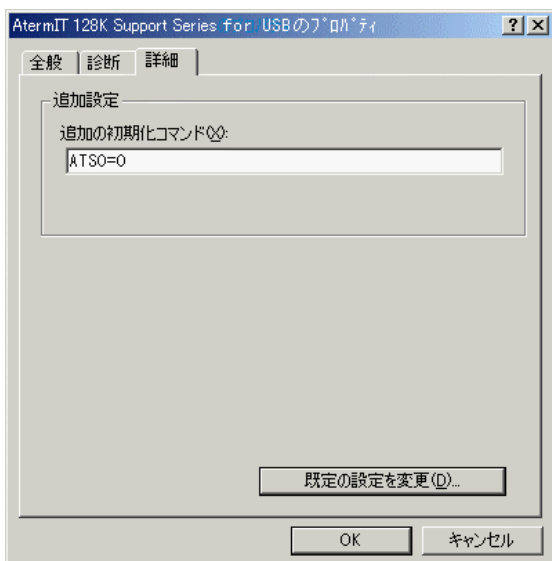 AtermIT 128K Support Series for USBのﾌﾟﾛﾊﾟﾃｨ
全般
診断
詳細
追加設定
追加の初期化コマンド(X):
ATS0=0
既定の設定を変更(D)...
OK
キャンセル